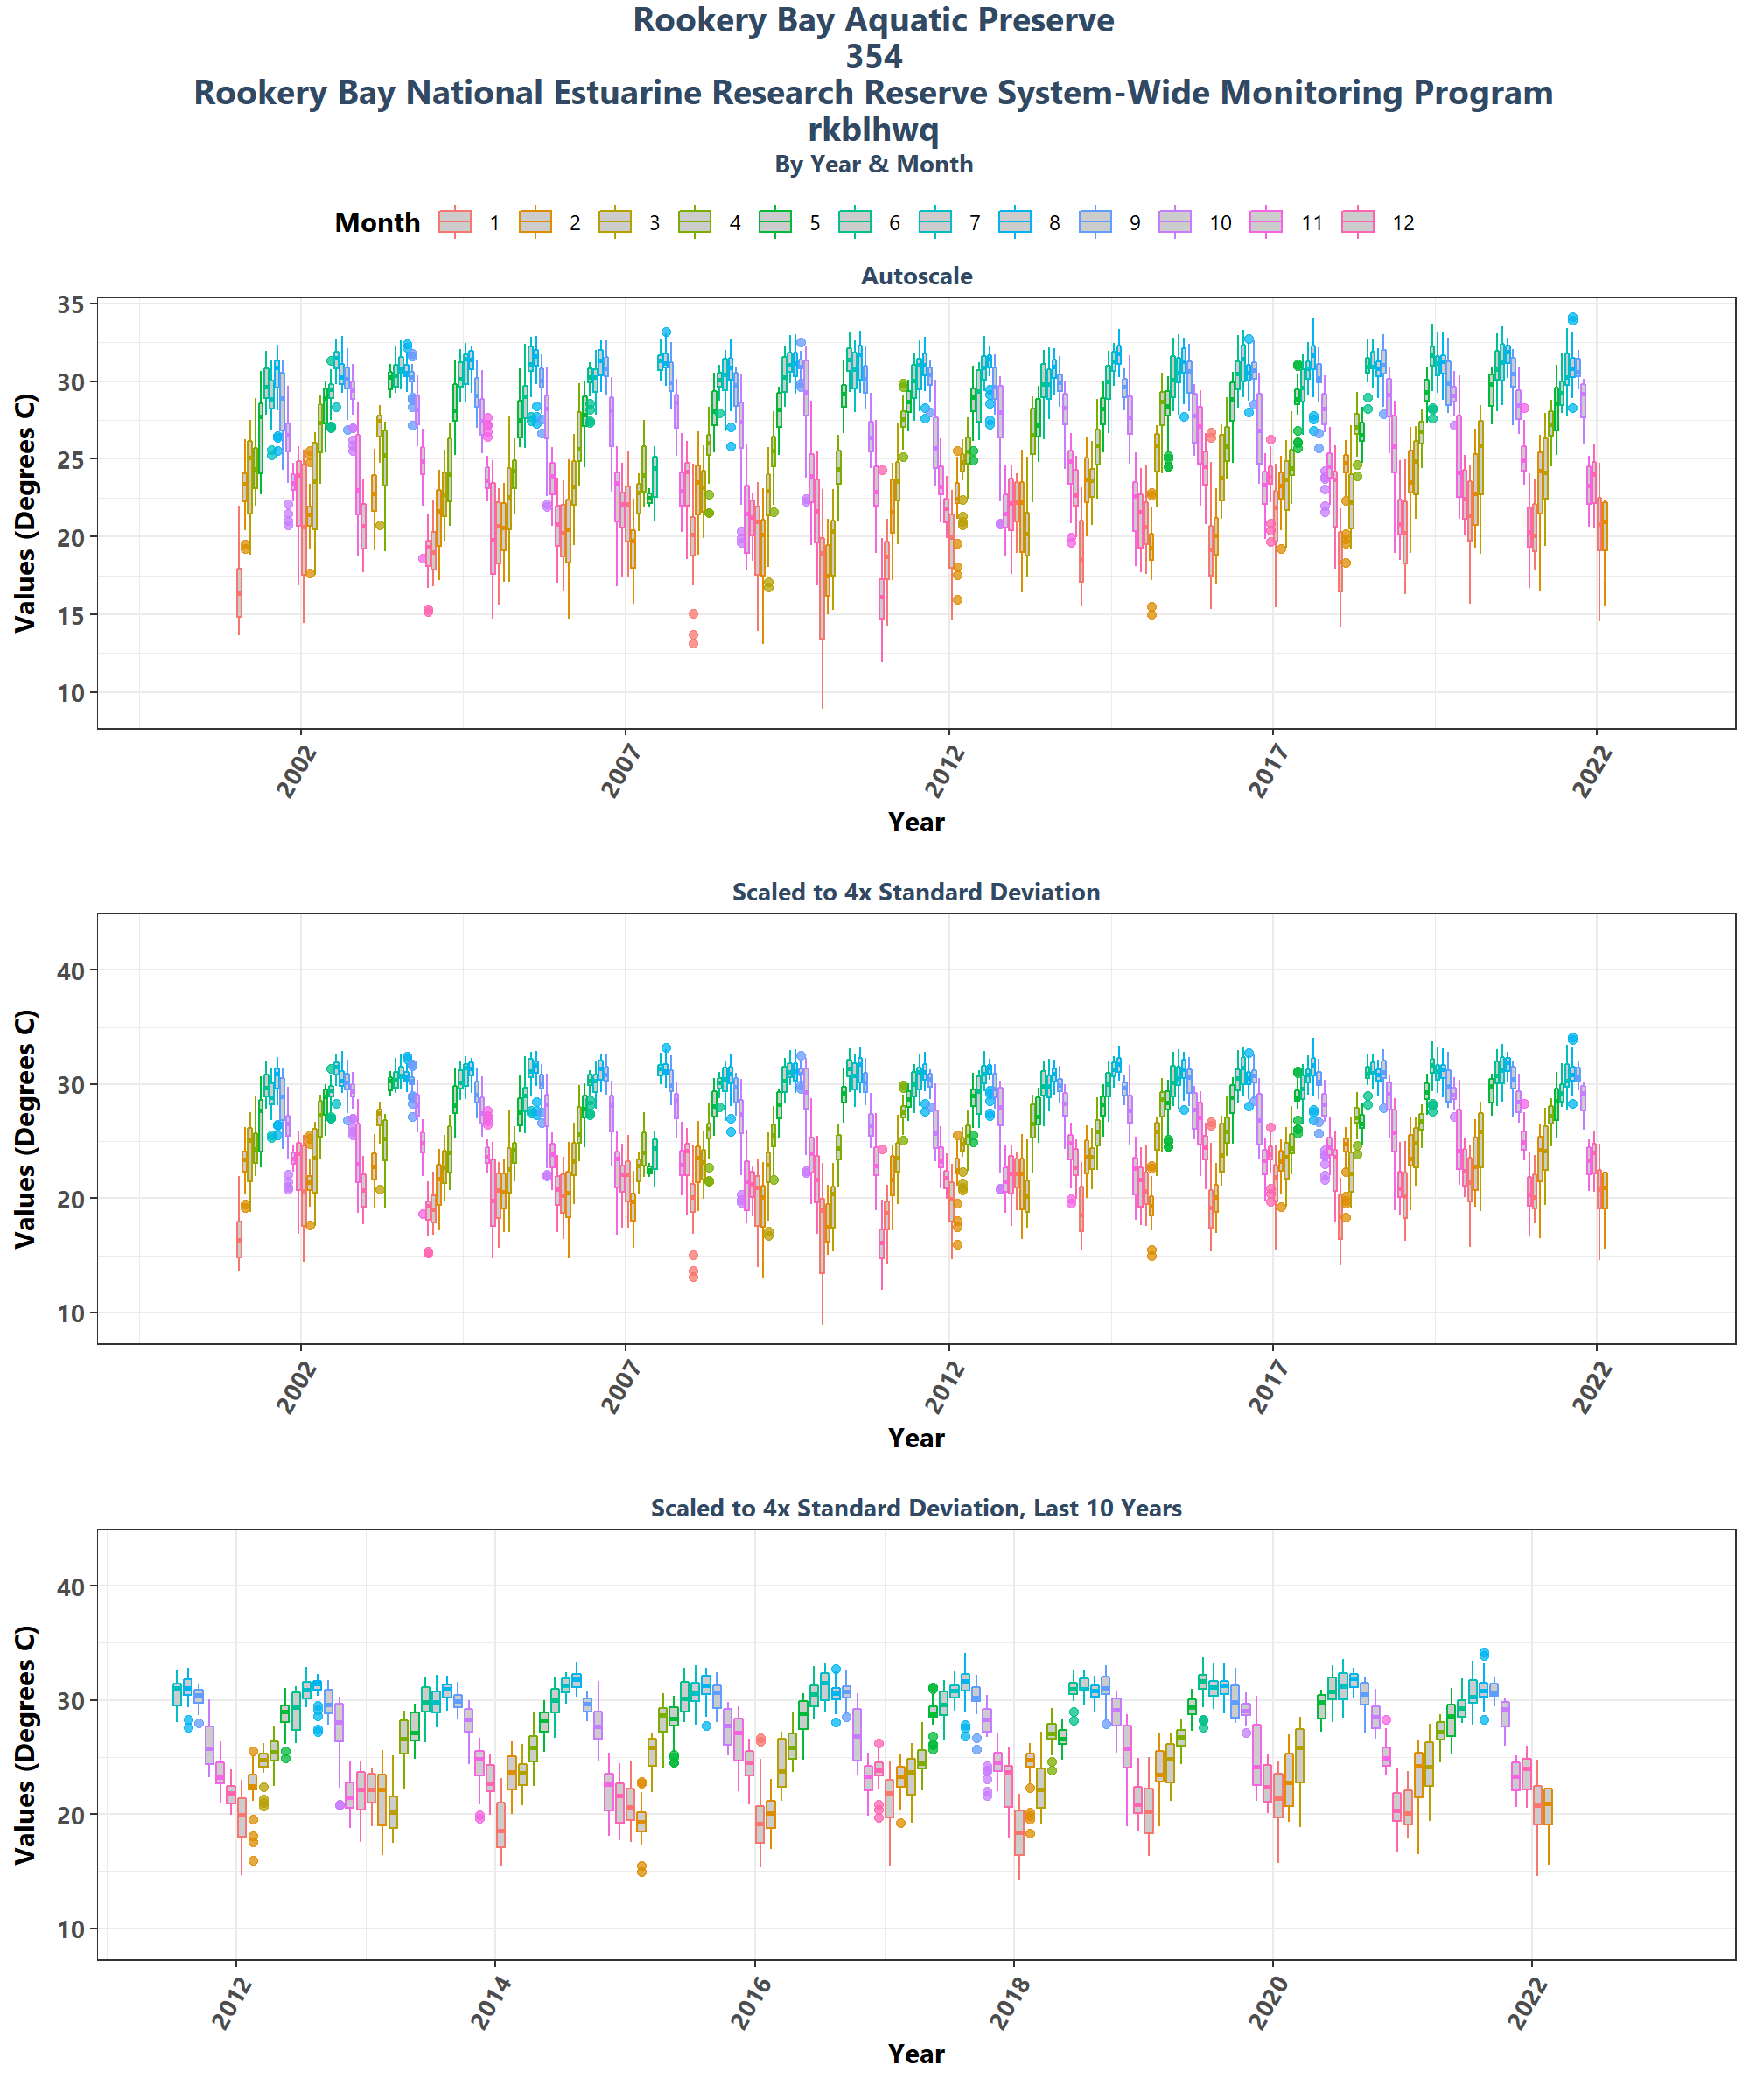 Rookery Bay Aquatic Preserve
354
Rookery Bay National Estuarine Research Reserve System-Wide Monitoring Program
rkblhwq
By Year & Month
Month 1 2 3 4 5 6 7 8 9 10 11 12
Autoscale
Values (Degrees C)
35
30
25
20
15
10
2002 2007 2012 2017 2022
Year
Scaled to 4x Standard Deviation
Values (Degrees C)
40
30
20
10
2002 2007 2012 2017 2022
Year
Scaled to 4x Standard Deviation, Last 10 Years
Values (Degrees C)
40
30
20
10
2012 2014 2016 2018 2020 2022
Year